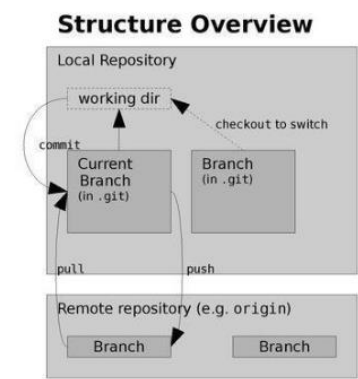 Structure Overview
Local Repository
working dir
checkout to switch
commit
Current
Branch
(in .git)
Branch
(in .git)
pull
push
Remote repository (e.g. origin)
Branch
Branch